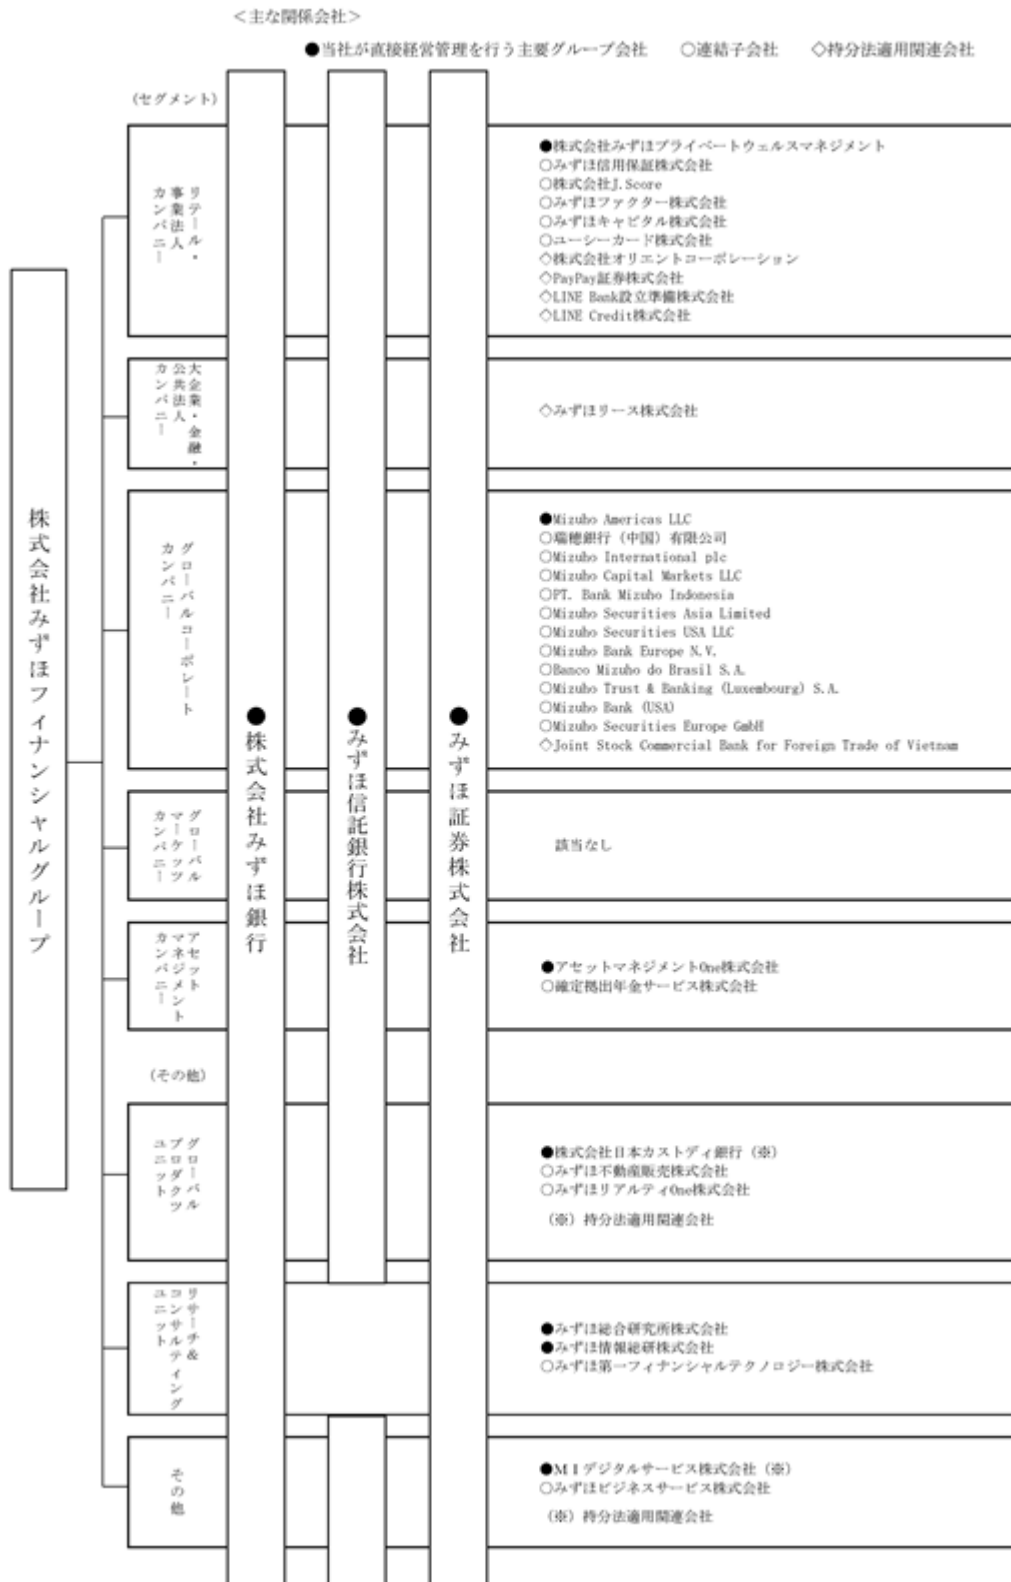 <主な関係会社>
●当社が直接経営管理を行う主要グループ会社 ○連結子会社 ◇持分法適用関連会社
(セグメント)
株式会社みずほフィナンシャルグループ
●株式会社みずほ銀行
●みずほ信託銀行株式会社
●みずほ証券株式会社
リテール・
事業法人
カンパニー
●株式会社みずほプライベートウェルスマネジメント
○みずほ信用保証株式会社
○株式会社J.Score
○みずほファクター株式会社
○みずほキャピタル株式会社
○ユーシーカード株式会社
◇株式会社オリエントコーポレーション
◇PayPay証券株式会社
◇LINE Bank設立準備株式会社
◇LINE Credit株式会社
大企業・金融・
公共法人
カンパニー
◇みずほリース株式会社
グローバルコーポレート
カンパニー
●Mizuho Americas LLC
○瑞穂銀行（中国）有限公司
○Mizuho International plc
○Mizuho Capital Markets LLC
○PT. Bank Mizuho Indonesia
○Mizuho Securities Asia Limited
○Mizuho Securities USA LLC
○Mizuho Bank Europe N.V.
○Banco Mizuho do Brasil S.A.
○Mizuho Trust & Banking (Luxembourg) S.A.
○Mizuho Bank (USA)
○Mizuho Securities Europe GmbH
◇Joint Stock Commercial Bank for Foreign Trade of Vietnam
グローバル
マーケッツ
カンパニー
該当なし
アセット
マネジメント
カンパニー
●アセットマネジメントOne株式会社
○確定拠出年金サービス株式会社
(その他)
グローバル
プロダクツ
ユニット
●株式会社日本カストディ銀行（※）
○みずほ不動産販売株式会社
○みずほリアルティOne株式会社
（※）持分法適用関連会社
リサーチ&
コンサルティング
ユニット
●みずほ総合研究所株式会社
●みずほ情報総研株式会社
○みずほ第一フィナンシャルテクノロジー株式会社
その他
●ＭＩデジタルサービス株式会社（※）
○みずほビジネスサービス株式会社
（※）持分法適用関連会社